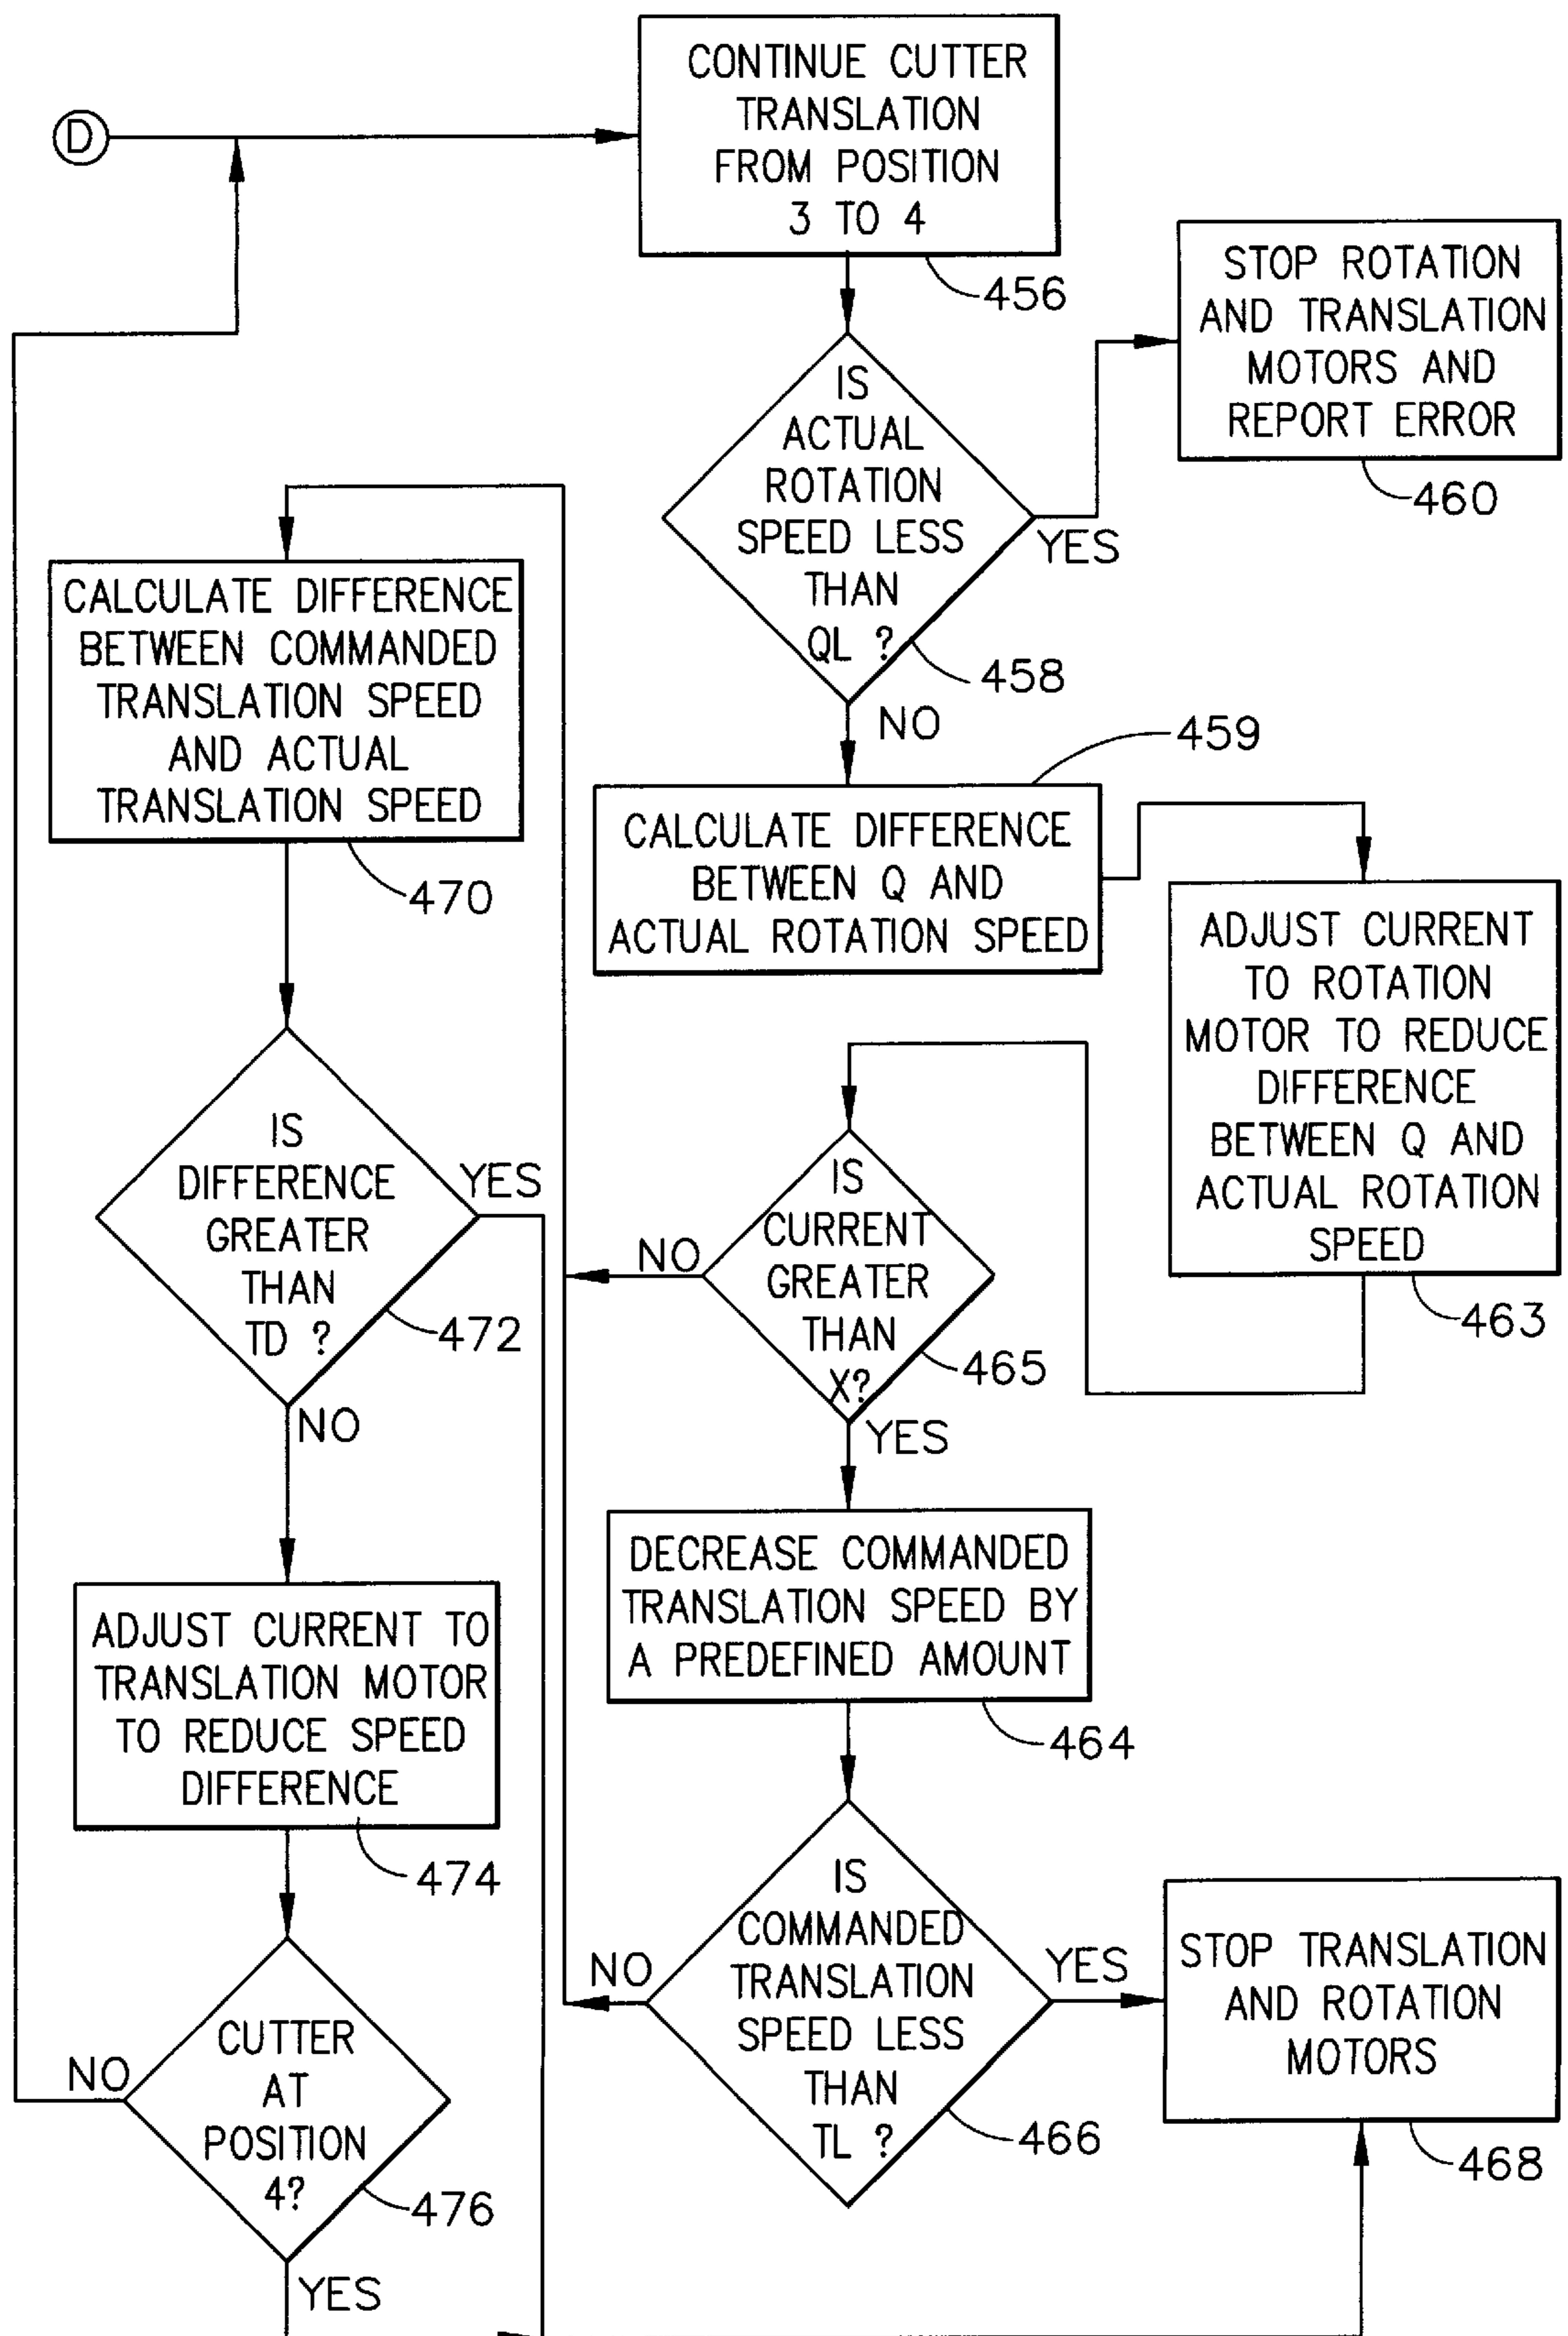 D
CONTINUE CUTTER
TRANSLATION
FROM POSITION
3 TO 4
456
IS
ACTUAL
ROTATION
SPEED LESS
THAN
QL ?
458
YES
NO
STOP ROTATION
AND TRANSLATION
MOTORS AND
REPORT ERROR
460
459
CALCULATE DIFFERENCE
BETWEEN Q AND
ACTUAL ROTATION SPEED
ADJUST CURRENT
TO ROTATION
MOTOR TO REDUCE
DIFFERENCE
BETWEEN Q AND
ACTUAL ROTATION
SPEED
463
IS
CURRENT
GREATER
THAN
X?
465
NO
YES
DECREASE COMMANDED
TRANSLATION SPEED BY
A PREDEFINED AMOUNT
464
IS
COMMANDED
TRANSLATION
SPEED LESS
THAN
TL ?
466
NO
YES
STOP TRANSLATION
AND ROTATION
MOTORS
468
CALCULATE DIFFERENCE
BETWEEN COMMANDED
TRANSLATION SPEED
AND ACTUAL
TRANSLATION SPEED
470
IS
DIFFERENCE
GREATER
THAN
TD ?
472
YES
NO
ADJUST CURRENT TO
TRANSLATION MOTOR
TO REDUCE SPEED
DIFFERENCE
474
CUTTER
AT
POSITION
4?
476
NO
YES